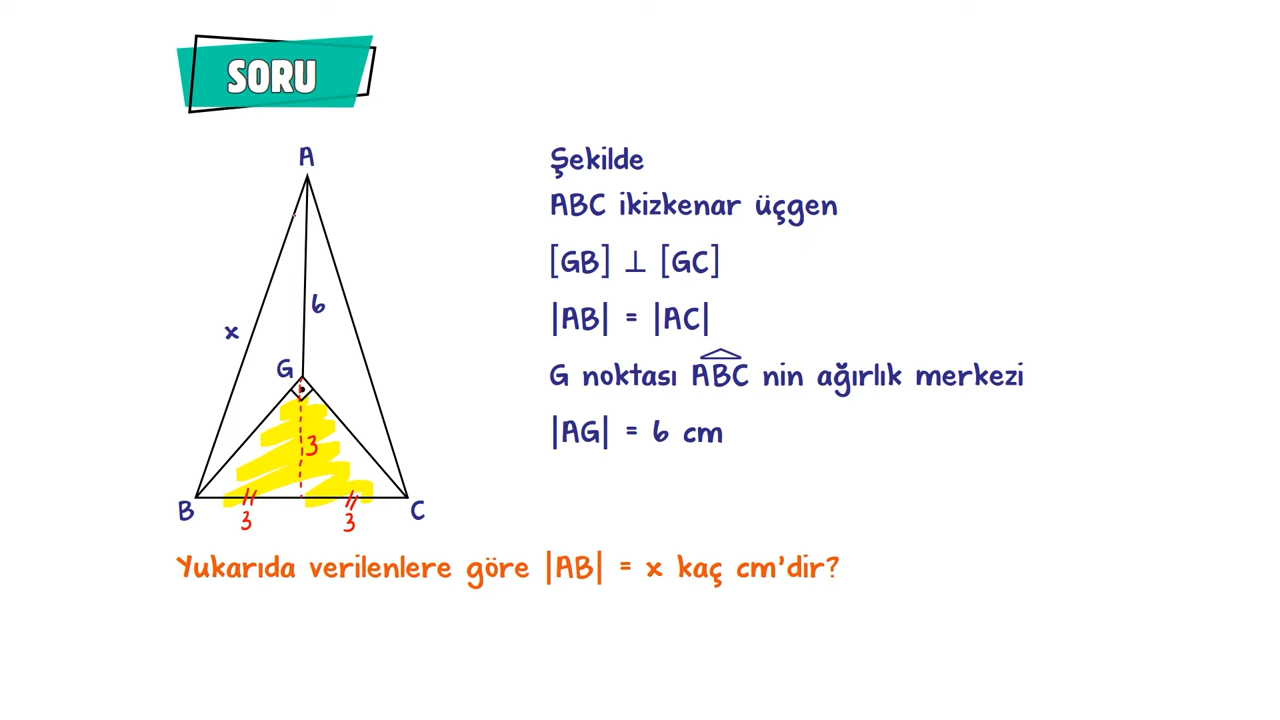 SORU
A
Şekilde
ABC ikizkenar üçgen
[GB] ⊥ [GC]
6
|AB| = |AC|
x
G
G noktası ABC nin ağırlık merkezi
|AG| = 6 cm
3
B
C
3
3
Yukarıda verilenlere göre |AB| = x kaç cm'dir?